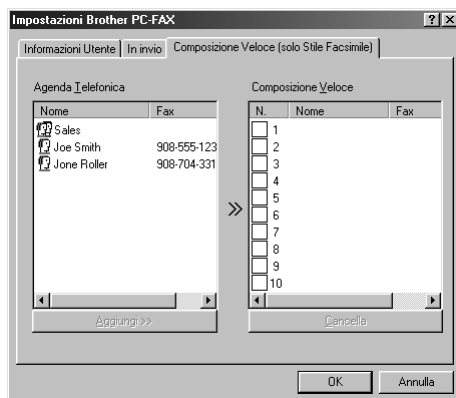 Impostazioni Brother PC-FAX
Informazioni Utente In invio Composizione Veloce (solo Stile Facsimile)
Agenda Telefonica
Nome Fax
Sales
Joe Smith 908-555-123
Jone Roller 908-704-331
Aggiungi >>
Composizione Veloce
N. Nome Fax
1
2
3
4
5
6
7
8
9
10
Cancella
OK Annulla